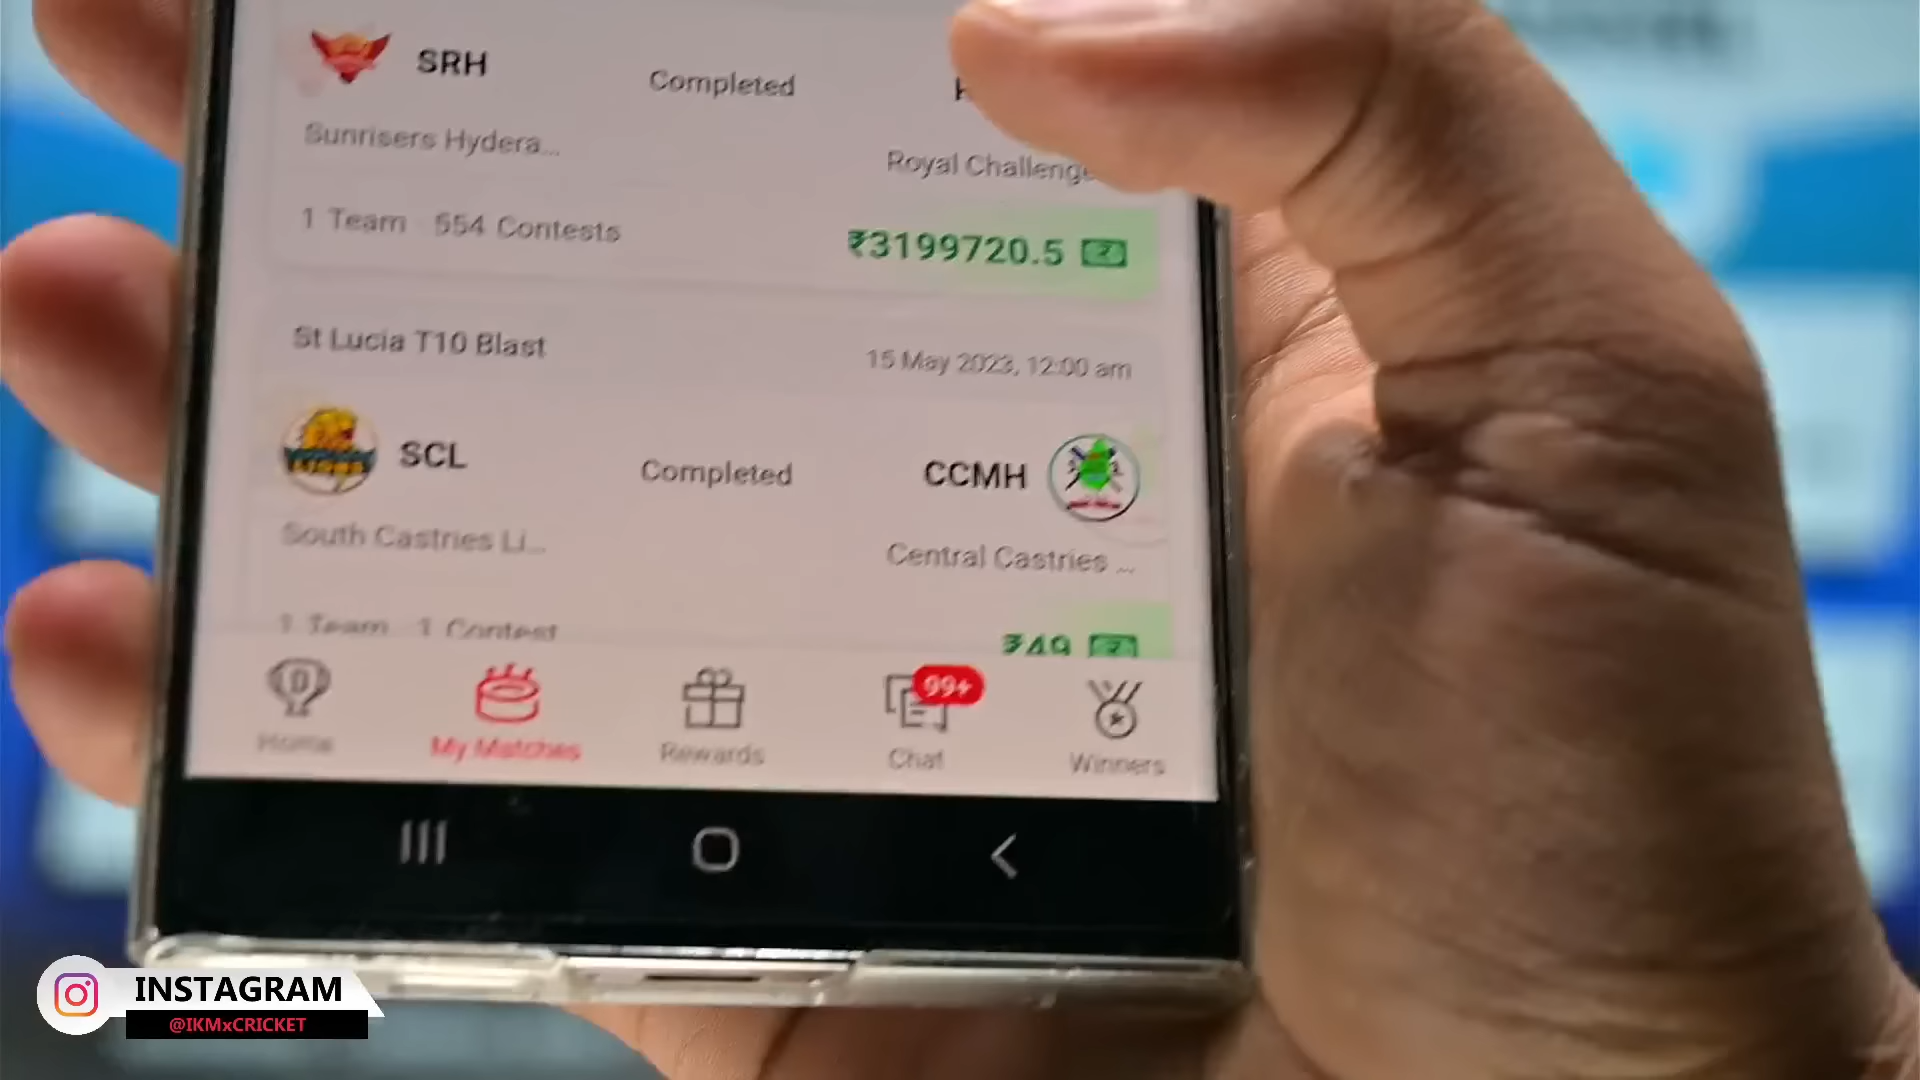 SRH
Completed
Sunrisers Hydera...
Royal Challenge
1 Team 554 Contests
₹3199720.5
St Lucia T10 Blast
15 May 2023, 12:00 am
SCL
Completed
CCMH
South Castries Li...
Central Castries ...
1 Team 1 Contest
₹49
99+
Home
My Matches
Rewards
Chat
Winners
INSTAGRAM
@IKMxCRICKET